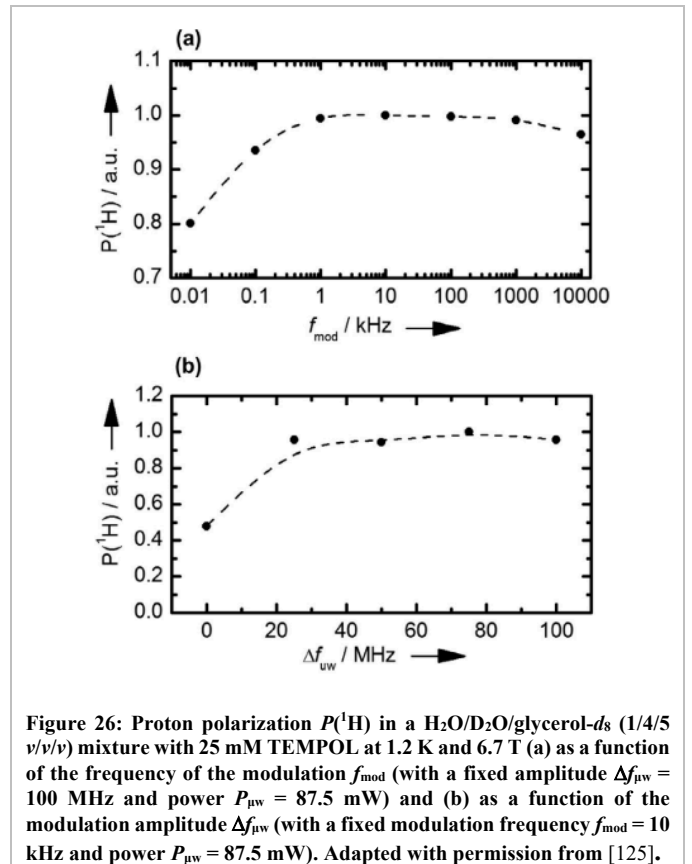 (a)
1.1
1.0
0.9
0.8
0.7
P(¹H) / a.u.
0.01 0.1 1 10 100 1000 10000
f_mod / kHz
(b)
1.2
1.0
0.8
0.6
0.4
0.2
0.0
P(¹H) / a.u.
0 20 40 60 80 100
Δf_uw / MHz
Figure 26: Proton polarization P(¹H) in a H₂O/D₂O/glycerol-d₈ (1/4/5
v/v/v) mixture with 25 mM TEMPOL at 1.2 K and 6.7 T (a) as a function
of the frequency of the modulation f_mod (with a fixed amplitude Δf_μw =
100 MHz and power P_μw = 87.5 mW) and (b) as a function of the
modulation amplitude Δf_μw (with a fixed modulation frequency f_mod = 10
kHz and power P_μw = 87.5 mW). Adapted with permission from [125].